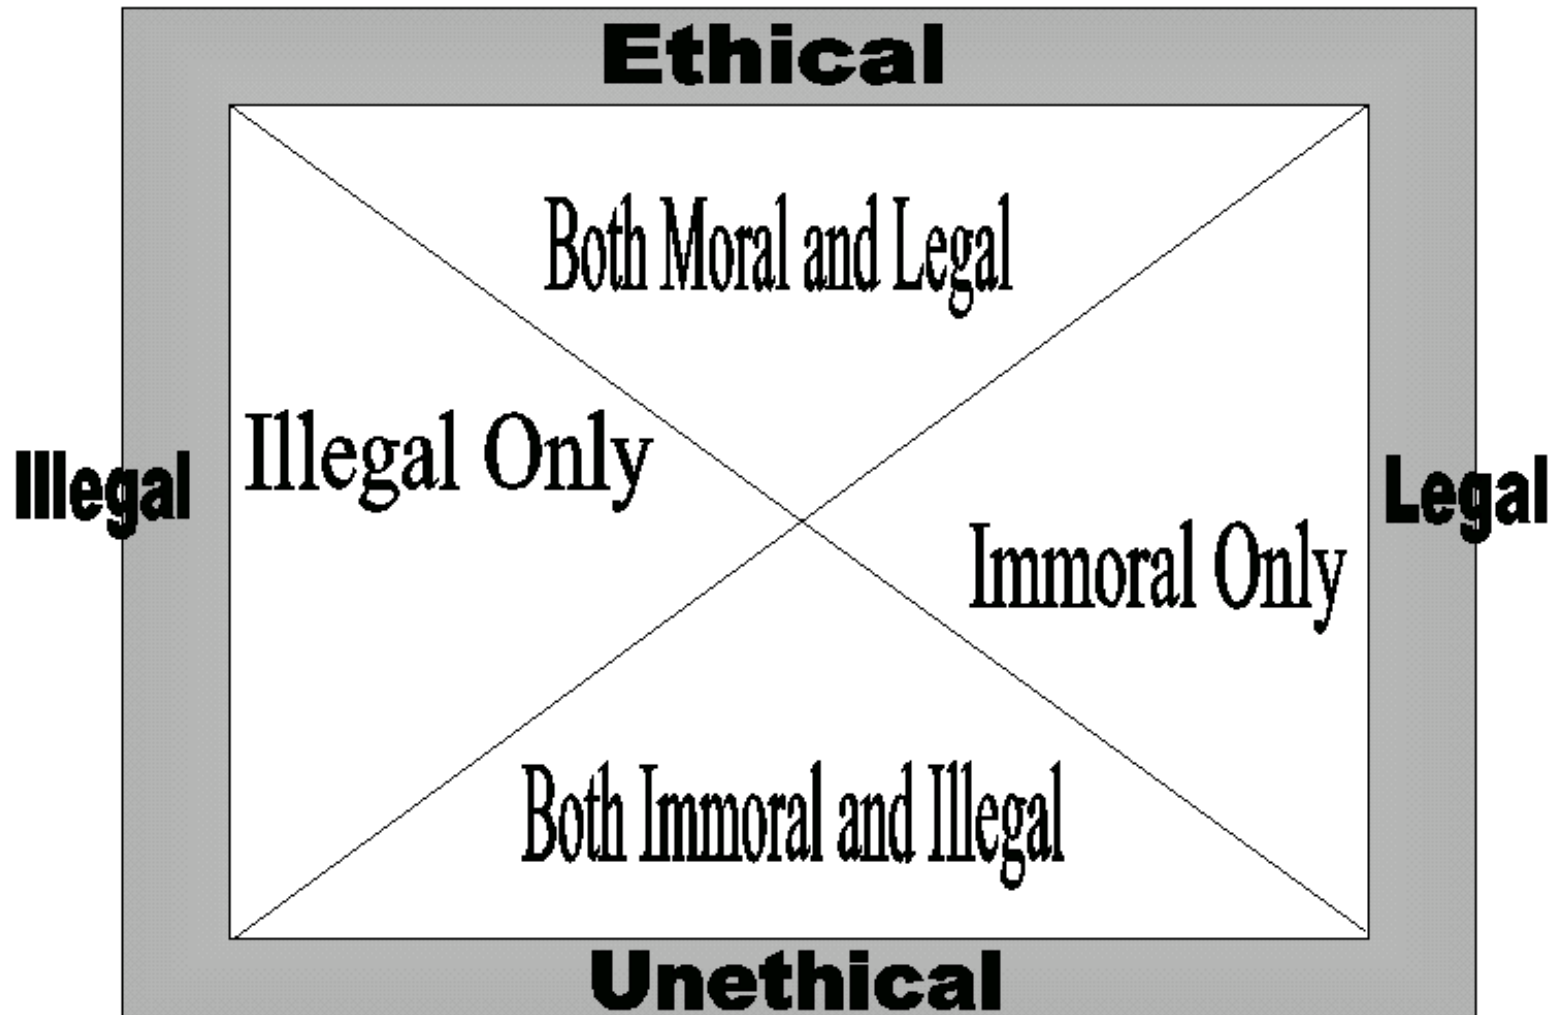 Ethical
Both Moral and Legal
Illegal Only
Illegal
Legal
Immoral Only
Both Immoral and Illegal
Unethical